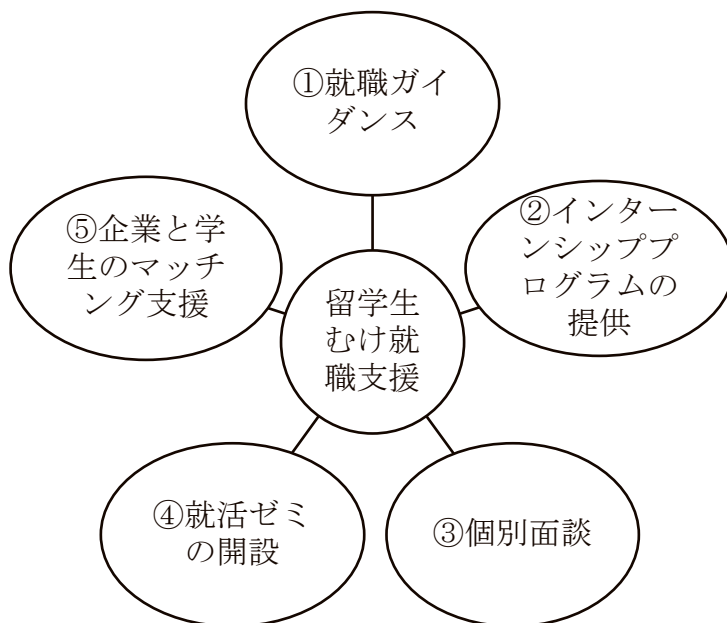 ①就職ガイ
ダンス
②インター
ンシッププ
ログラムの
提供
③個別面談
④就活ゼミ
の開設
⑤企業と学
生のマッチ
ング支援
留学生
むけ就
職支援